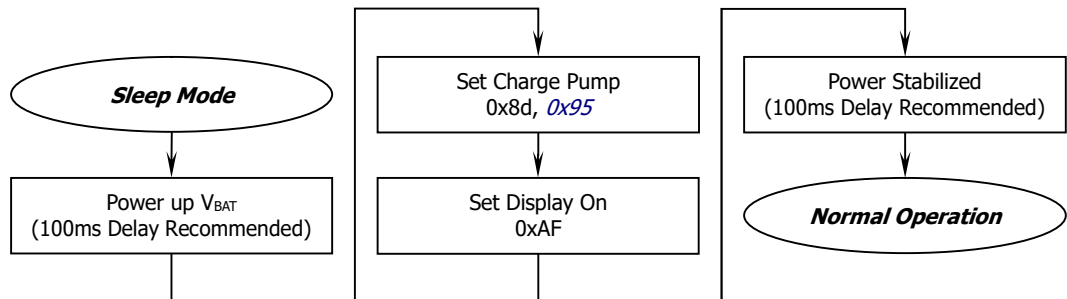 Sleep Mode
Power up VBAT
(100ms Delay Recommended)
Set Charge Pump
0x8d, 0x95
Set Display On
0xAF
Power Stabilized
(100ms Delay Recommended)
Normal Operation